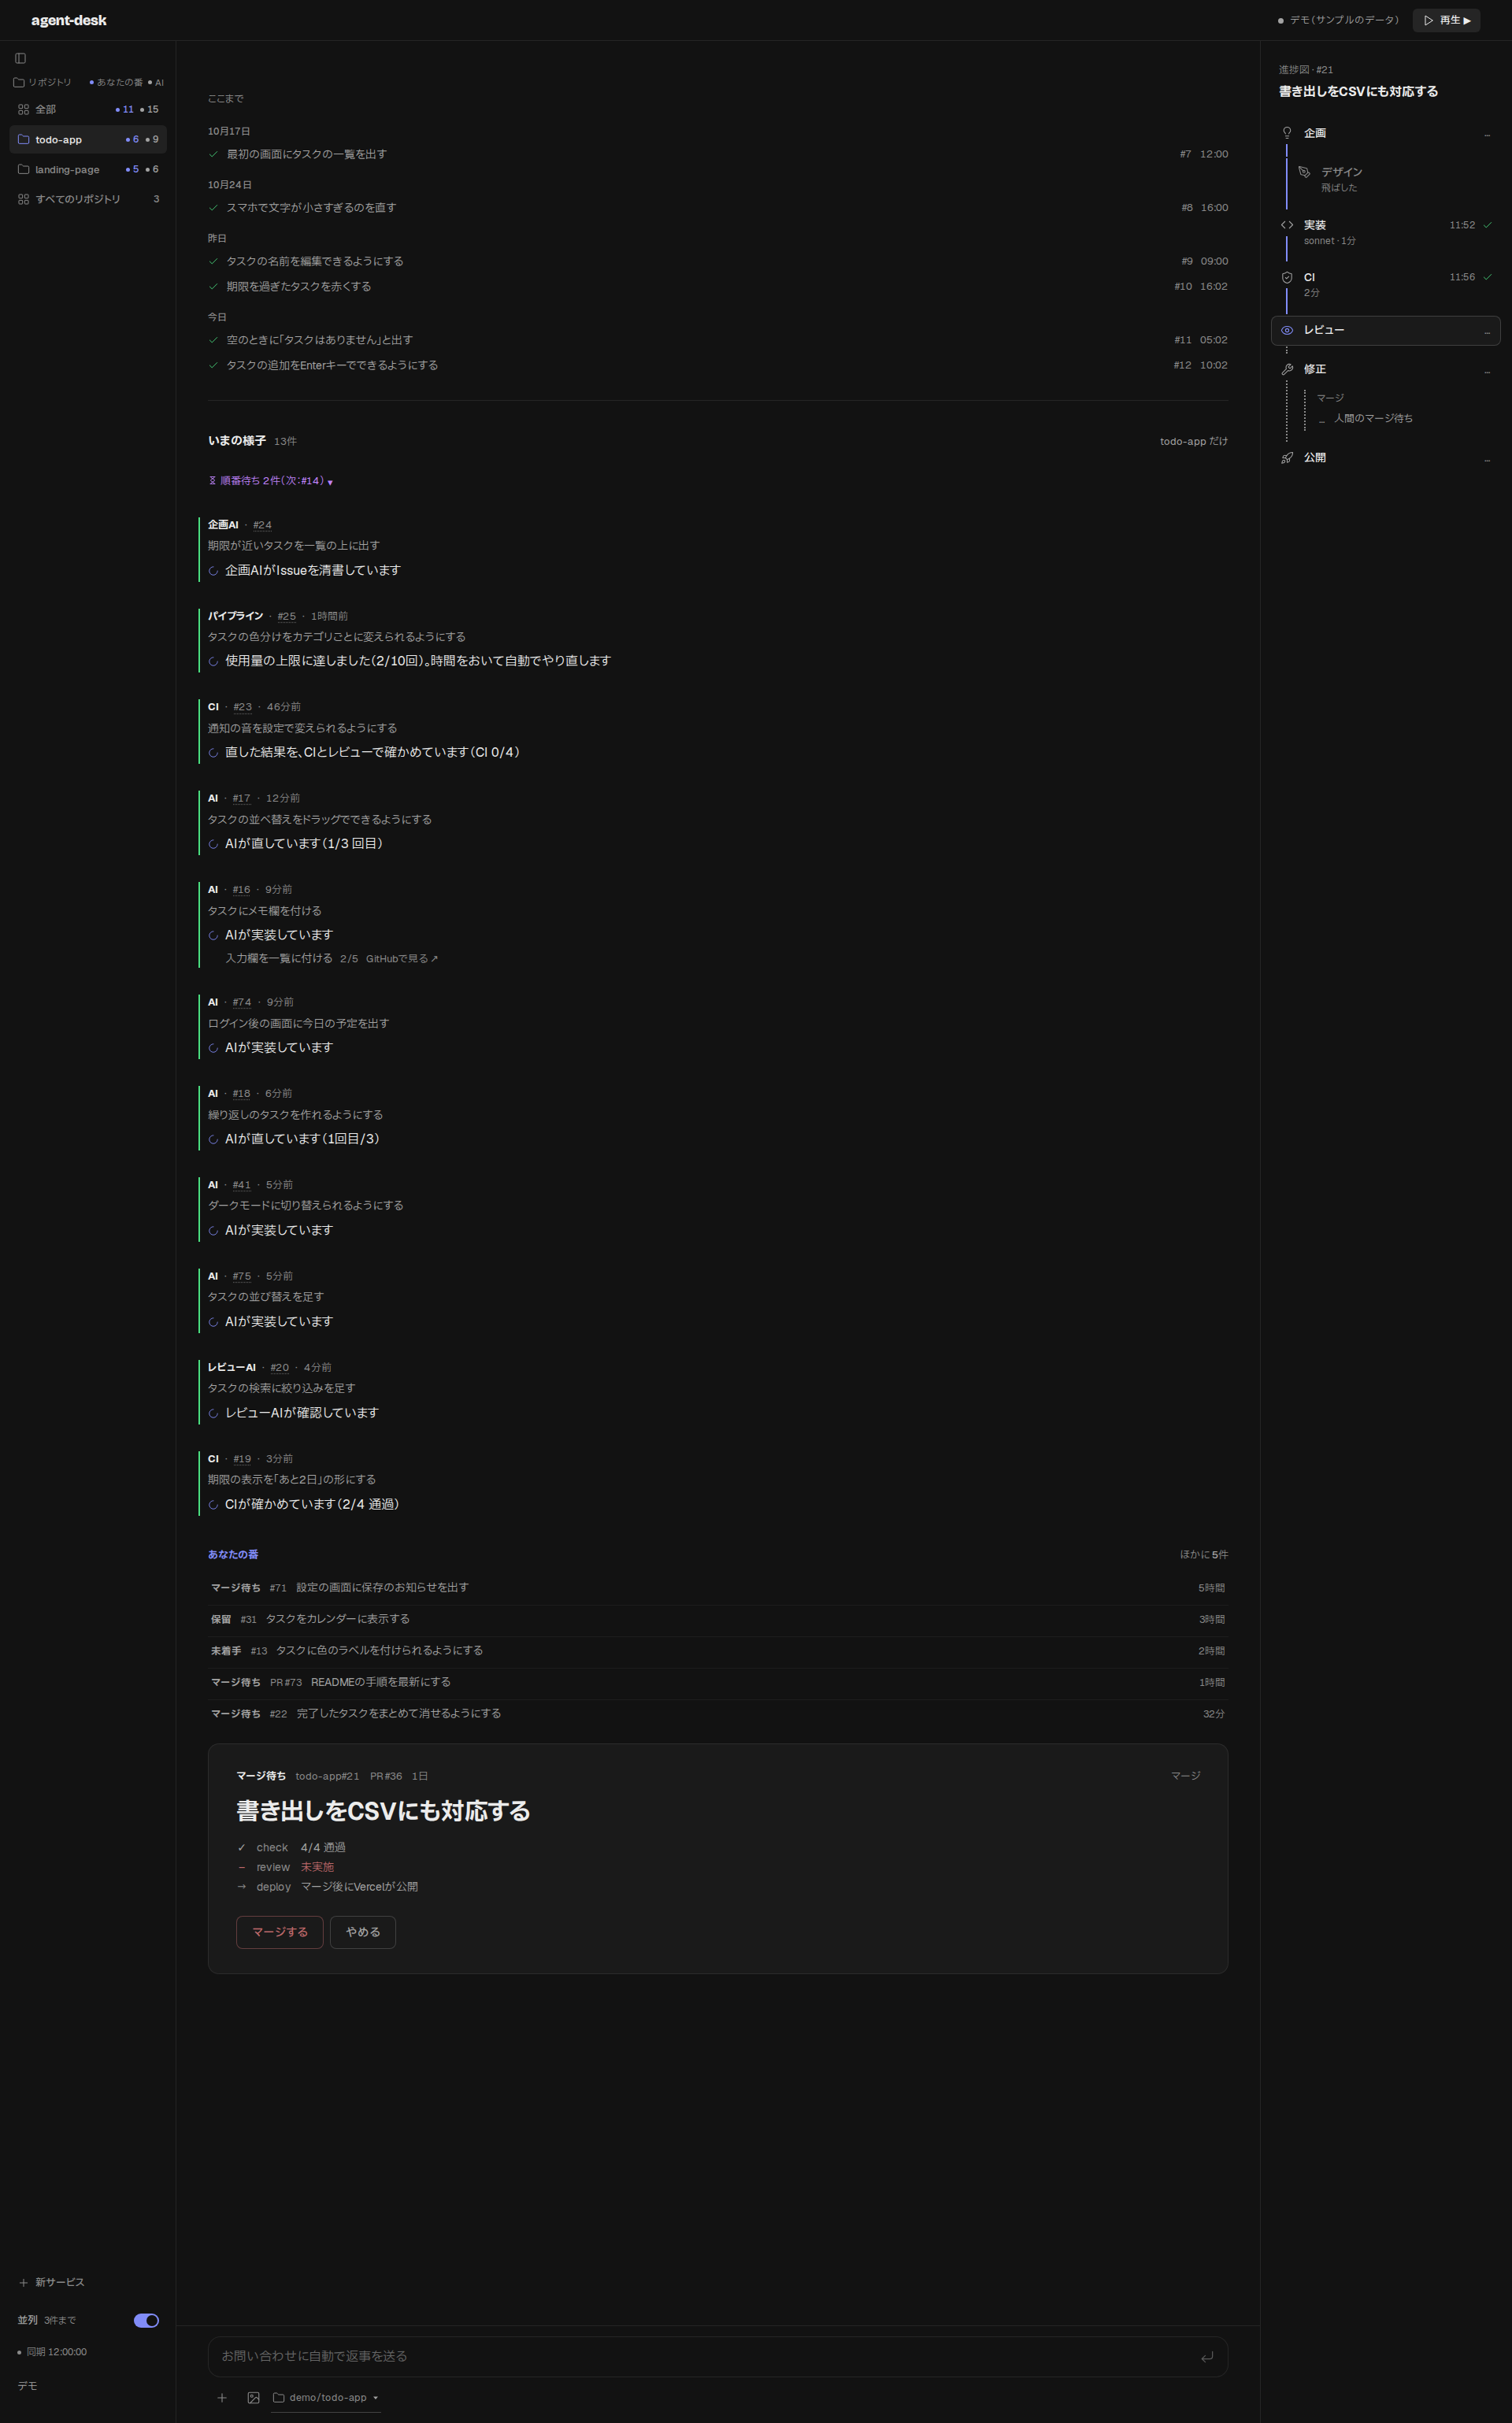 agent-desk
デモ（サンプルのデータ）
再生 ▶
リポジトリ
あなたの番
AI
全部
11
15
todo-app
6
9
landing-page
5
6
すべてのリポジトリ
3
ここまで
10月17日
最初の画面にタスクの一覧を出す
#7 12:00
10月24日
スマホで文字が小さすぎるのを直す
#8 16:00
昨日
タスクの名前を編集できるようにする
#9 09:00
期限を過ぎたタスクを赤くする
#10 16:02
今日
空のときに「タスクはありません」と出す
#11 05:02
タスクの追加をEnterキーでできるようにする
#12 10:02
いまの様子 13件
todo-app だけ
順番待ち 2件（次：#14） ▼
企画AI · #24
期限が近いタスクを一覧の上に出す
企画AIがIssueを清書しています
パイプライン · #25 · 1時間前
タスクの色分けをカテゴリごとに変えられるようにする
使用量の上限に達しました（2/10回）。時間をおいて自動でやり直します
CI · #23 · 46分前
通知の音を設定で変えられるようにする
直した結果を、CIとレビューで確かめています（CI 0/4）
AI · #17 · 12分前
タスクの並べ替えをドラッグでできるようにする
AIが直しています（1/3 回目）
AI · #16 · 9分前
タスクにメモ欄を付ける
AIが実装しています
入力欄を一覧に付ける 2/5 GitHubで見る ↗
AI · #74 · 9分前
ログイン後の画面に今日の予定を出す
AIが実装しています
AI · #18 · 6分前
繰り返しのタスクを作れるようにする
AIが直しています（1回目/3）
AI · #41 · 5分前
ダークモードに切り替えられるようにする
AIが実装しています
AI · #75 · 5分前
タスクの並び替えを足す
AIが実装しています
レビューAI · #20 · 4分前
タスクの検索に絞り込みを足す
レビューAIが確認しています
CI · #19 · 3分前
期限の表示を「あと2日」の形にする
CIが確かめています（2/4 通過）
あなたの番
ほかに 5件
マージ待ち #71 設定の画面に保存のお知らせを出す
5時間
保留 #31 タスクをカレンダーに表示する
3時間
未着手 #13 タスクに色のラベルを付けられるようにする
2時間
マージ待ち PR#73 READMEの手順を最新にする
1時間
マージ待ち #22 完了したタスクをまとめて消せるようにする
32分
マージ待ち todo-app#21 PR#36 1日
マージ
書き出しをCSVにも対応する
✓ check 4/4 通過
– review 未実施
→ deploy マージ後にVercelが公開
マージする
やめる
新サービス
並列 3件まで
同期 12:00:00
デモ
お問い合わせに自動で返事を送る
demo/todo-app ▾
進捗図 · #21
書き出しをCSVにも対応する
企画
–
デザイン
飛ばした
実装
11:52
sonnet · 1分
CI
11:56
2分
レビュー
–
修正
–
マージ
– 人間のマージ待ち
公開
–